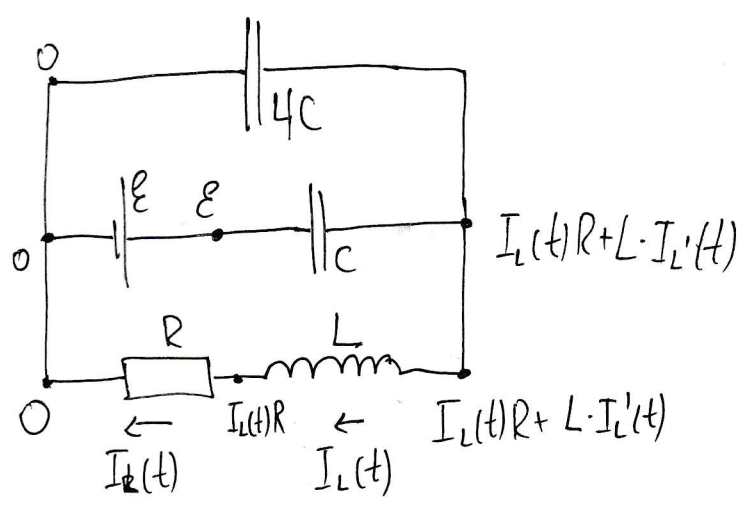 0
4C
ℰ
ℰ
0
C
I_L(t)R+L·I_L'(t)
R
L
0
I_L(t)R
I_L(t)R+ L·I_L'(t)
←
←
I_L(t)
I_L(t)